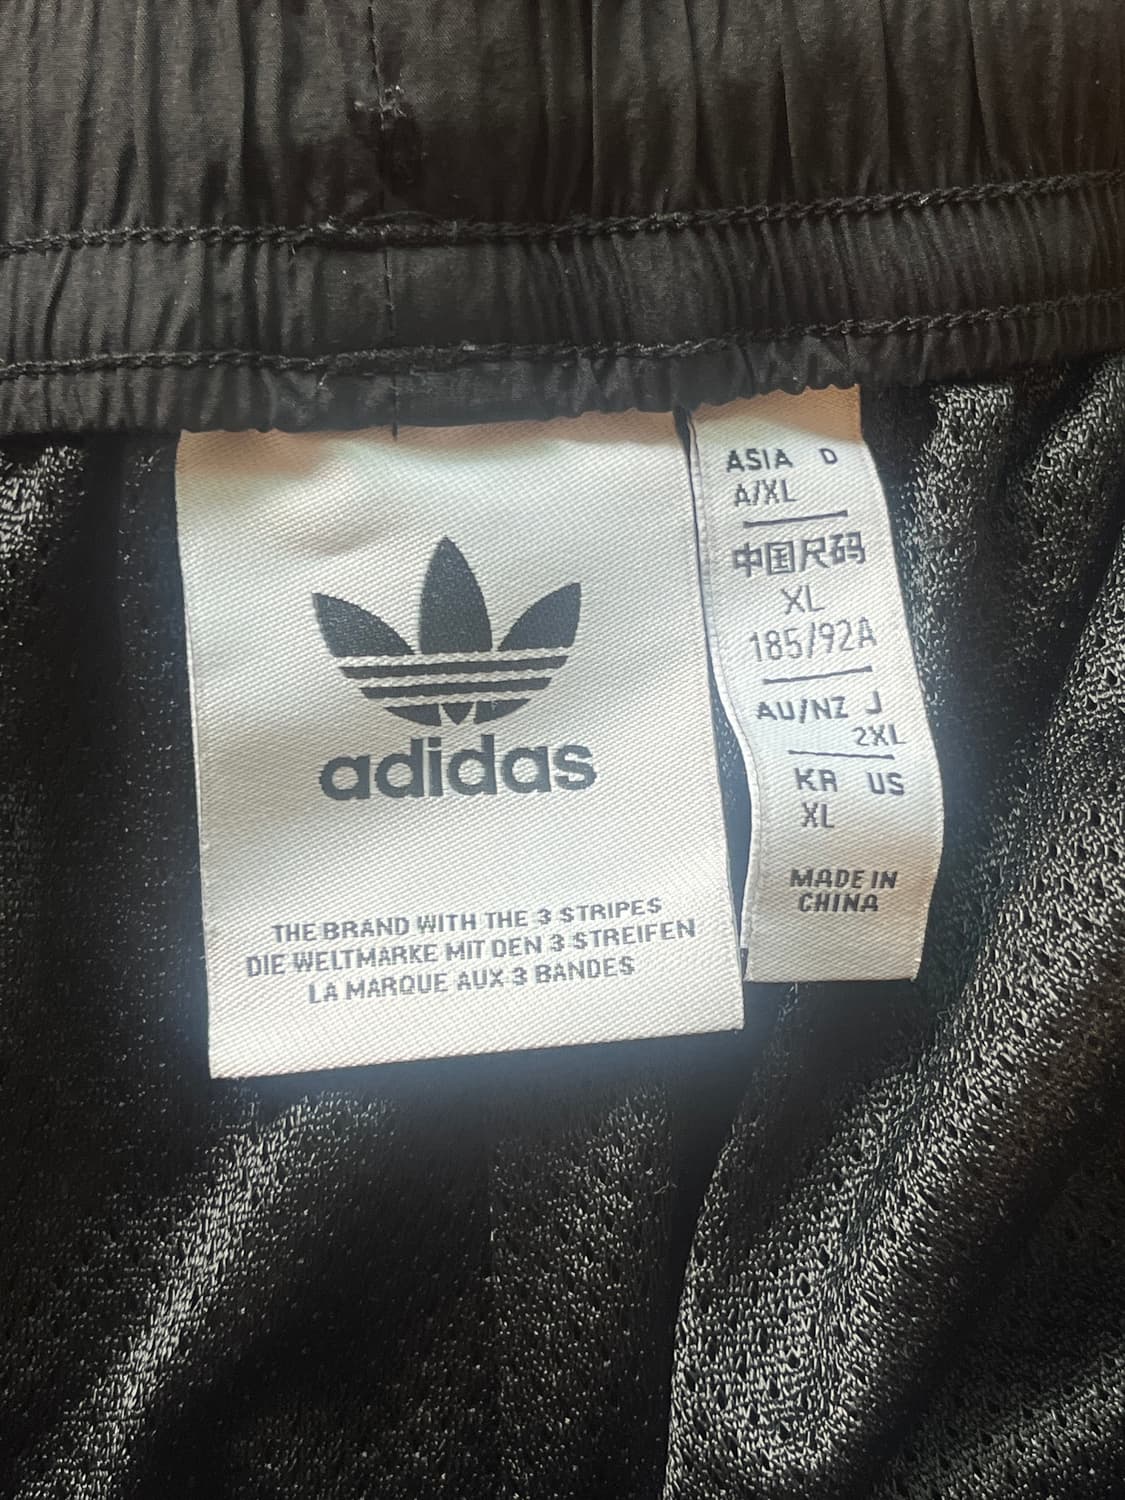 adidas
THE BRAND WITH THE 3 STRIPES
DIE WELTMARKE MIT DEN 3 STREIFEN
LA MARQUE AUX 3 BANDES
ASIA D
A/XL
中国尺码
XL
185/92A
AU/NZ J
2XL
KR US
XL
MADE IN
CHINA